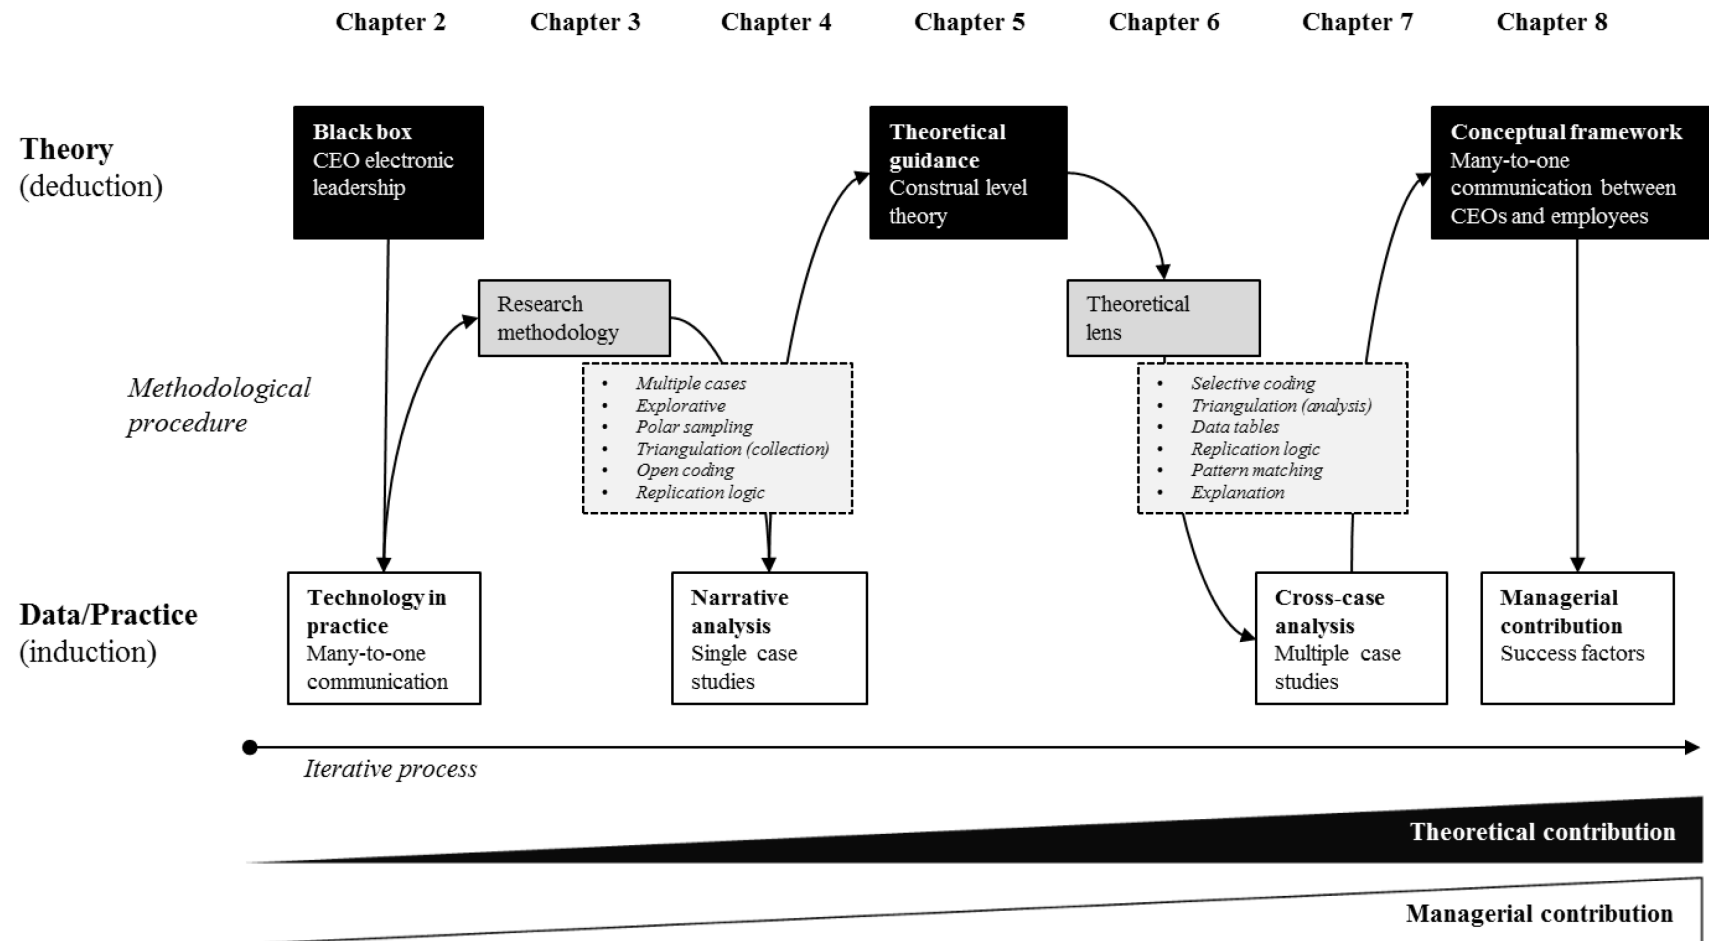 Chapter 2 Chapter 3 Chapter 4 Chapter 5 Chapter 6 Chapter 7 Chapter 8
Theory
(deduction)
Black box
CEO electronic
leadership
Theoretical
guidance
Construal level
theory
Conceptual framework
Many-to-one
communication between
CEOs and employees
Research
methodology
Theoretical
lens
Methodological
procedure
• Multiple cases
• Explorative
• Polar sampling
• Triangulation (collection)
• Open coding
• Replication logic
• Selective coding
• Triangulation (analysis)
• Data tables
• Replication logic
• Pattern matching
• Explanation
Data/Practice
(induction)
Technology in
practice
Many-to-one
communication
Narrative
analysis
Single case
studies
Cross-case
analysis
Multiple case
studies
Managerial
contribution
Success factors
Iterative process
Theoretical contribution
Managerial contribution